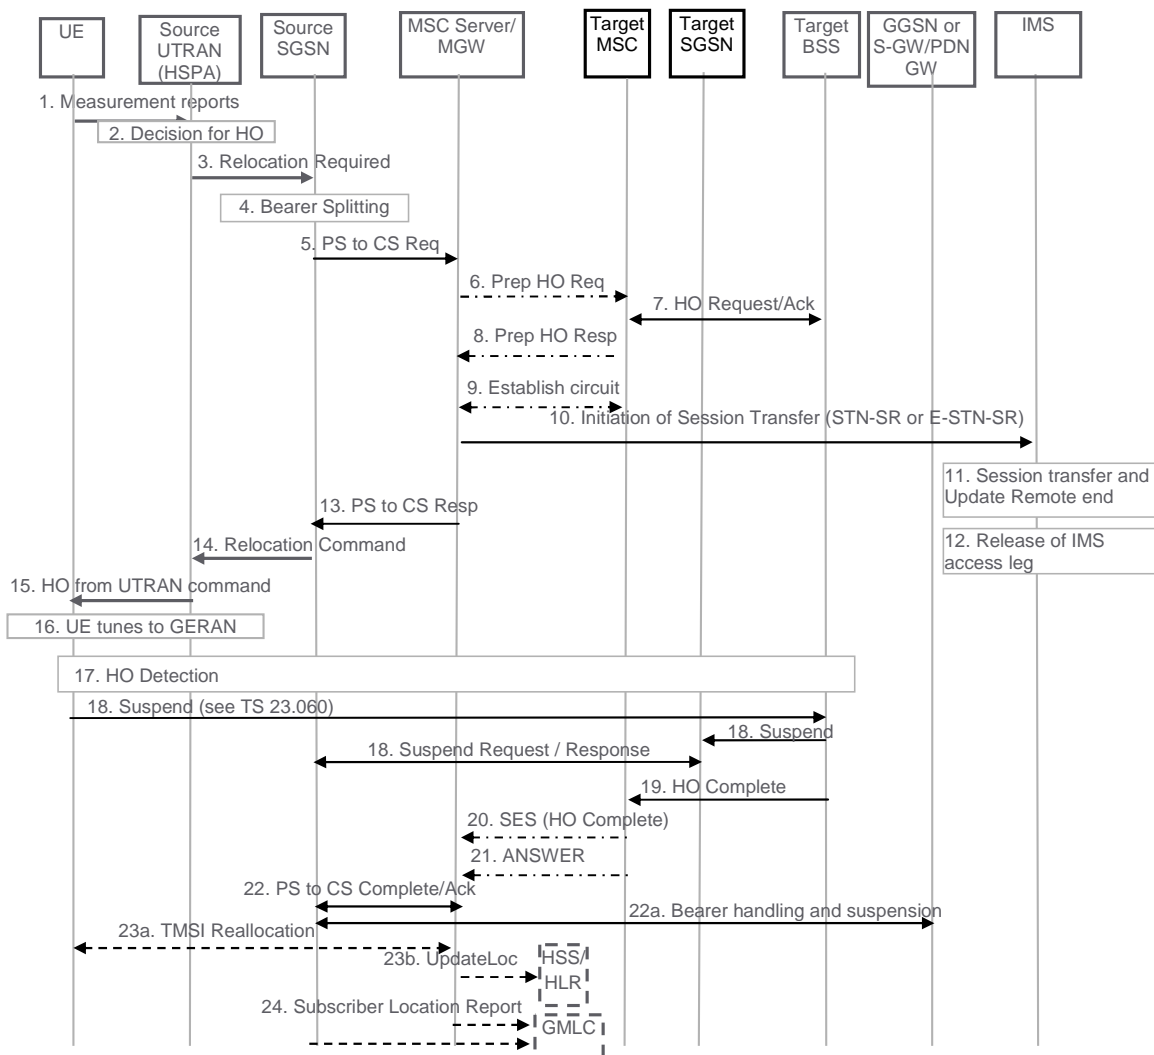 UE
Source
UTRAN
(HSPA)
Source
SGSN
MSC Server/
MGW
Target
MSC
Target
SGSN
Target
BSS
GGSN or
S-GW/PDN
GW
IMS
1. Measurement reports
2. Decision for HO
3. Relocation Required
4. Bearer Splitting
5. PS to CS Req
6. Prep HO Req
7. HO Request/Ack
8. Prep HO Resp
9. Establish circuit
10. Initiation of Session Transfer (STN-SR or E-STN-SR)
11. Session transfer and
Update Remote end
13. PS to CS Resp
12. Release of IMS
access leg
14. Relocation Command
15. HO from UTRAN command
16. UE tunes to GERAN
17. HO Detection
18. Suspend (see TS 23.060)
18. Suspend
18. Suspend Request / Response
19. HO Complete
20. SES (HO Complete)
21. ANSWER
22. PS to CS Complete/Ack
22a. Bearer handling and suspension
23a. TMSI Reallocation
23b. UpdateLoc
HSS/
HLR
24. Subscriber Location Report
GMLC